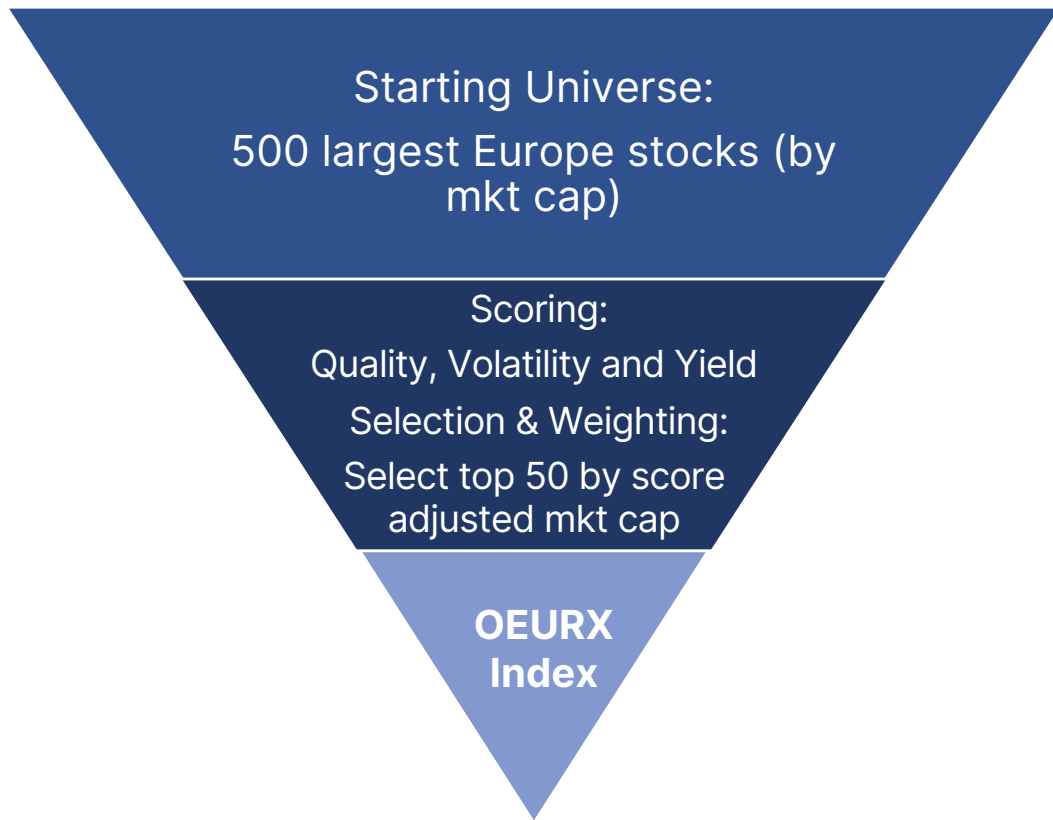 Starting Universe:
500 largest Europe stocks (by
mkt cap)
Scoring:
Quality, Volatility and Yield
Selection & Weighting:
Select top 50 by score
adjusted mkt cap
OEURX
Index